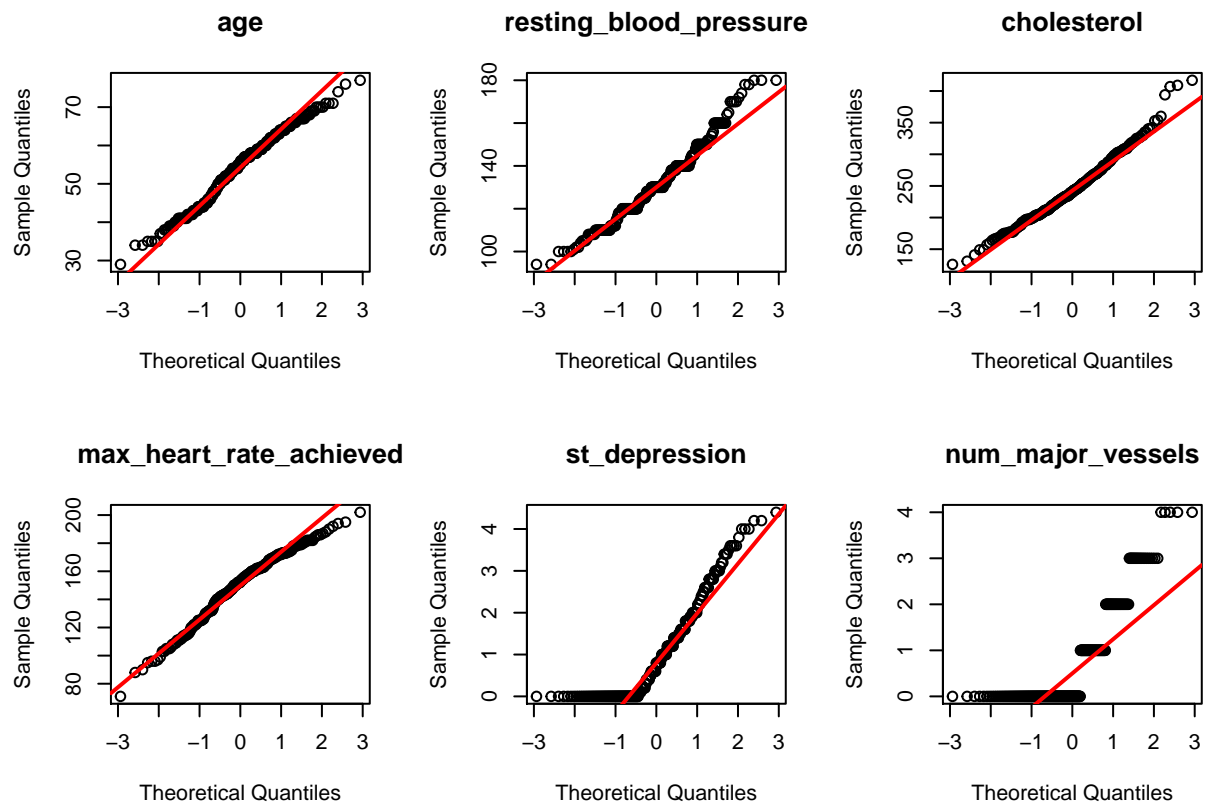 age
Sample Quantiles
30 50 70
−3 −1 0 1 2 3
Theoretical Quantiles
resting_blood_pressure
Sample Quantiles
100 140 180
−3 −1 0 1 2 3
Theoretical Quantiles
cholesterol
Sample Quantiles
150 250 350
−3 −1 0 1 2 3
Theoretical Quantiles
max_heart_rate_achieved
Sample Quantiles
80 120 160 200
−3 −1 0 1 2 3
Theoretical Quantiles
st_depression
Sample Quantiles
0 1 2 3 4
−3 −1 0 1 2 3
Theoretical Quantiles
num_major_vessels
Sample Quantiles
0 1 2 3 4
−3 −1 0 1 2 3
Theoretical Quantiles